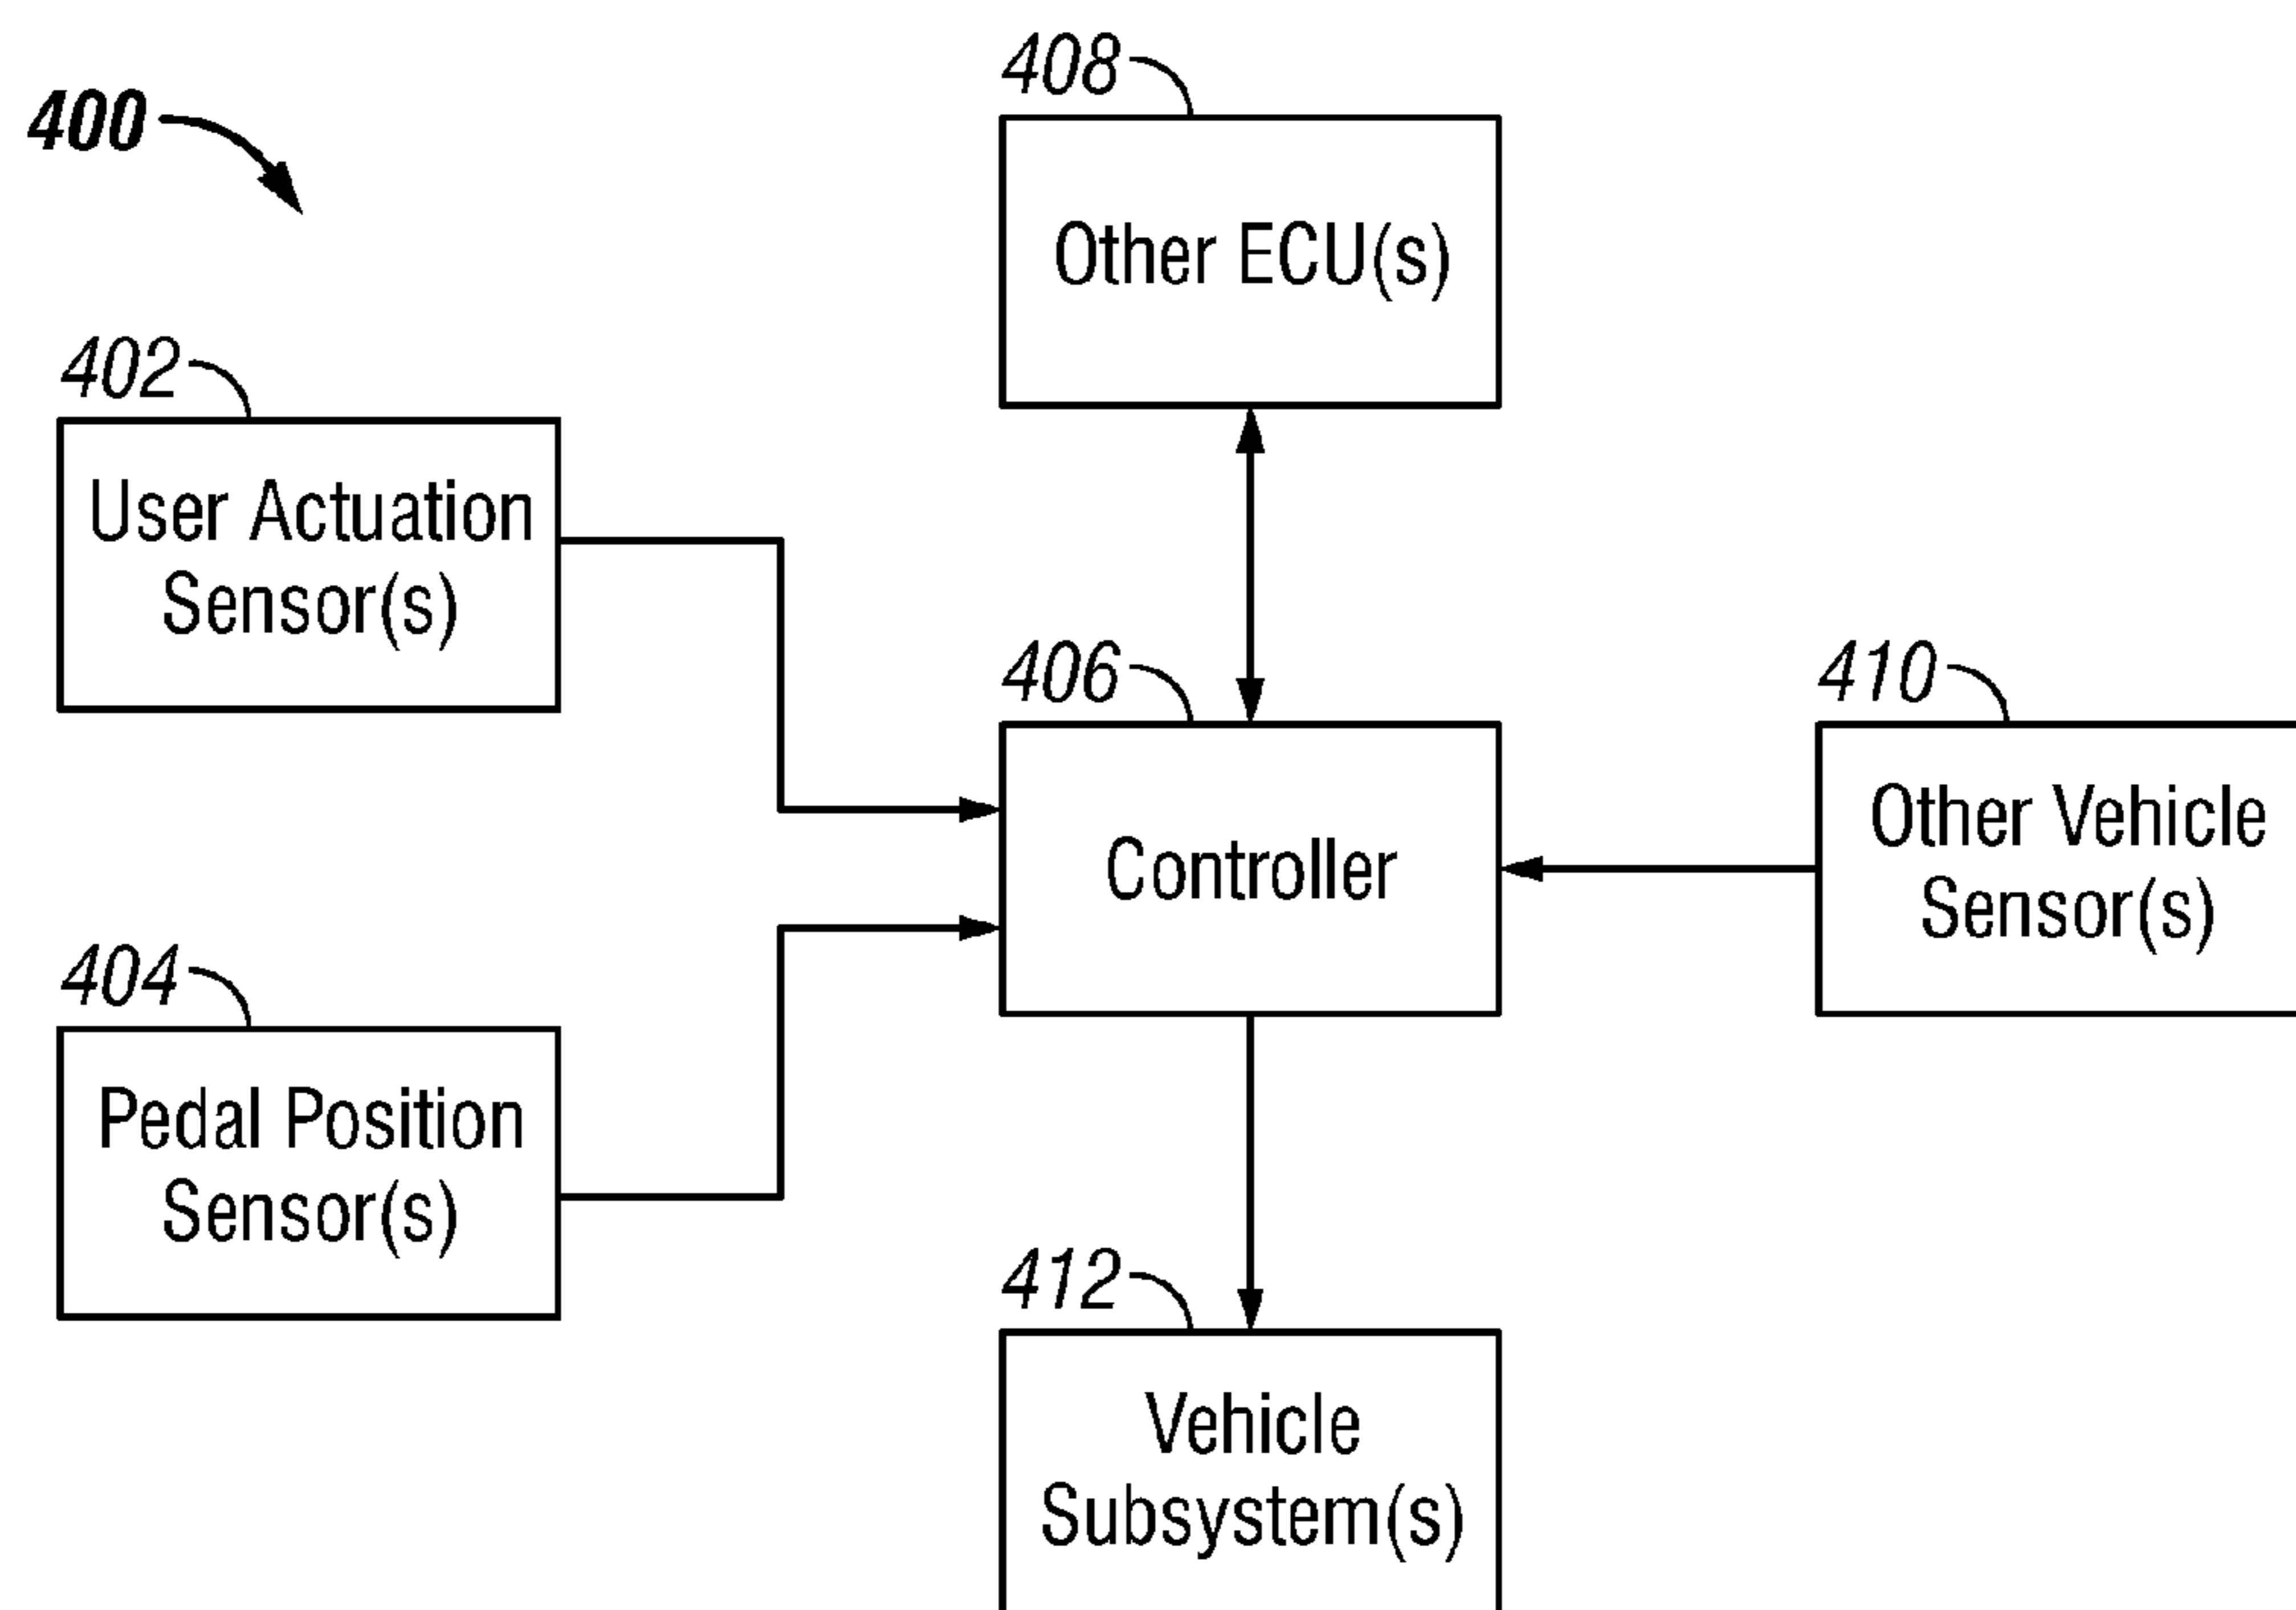 400
408
Other ECU(s)
402
User Actuation
Sensor(s)
406
Controller
410
Other Vehicle
Sensor(s)
404
Pedal Position
Sensor(s)
412
Vehicle
Subsystem(s)